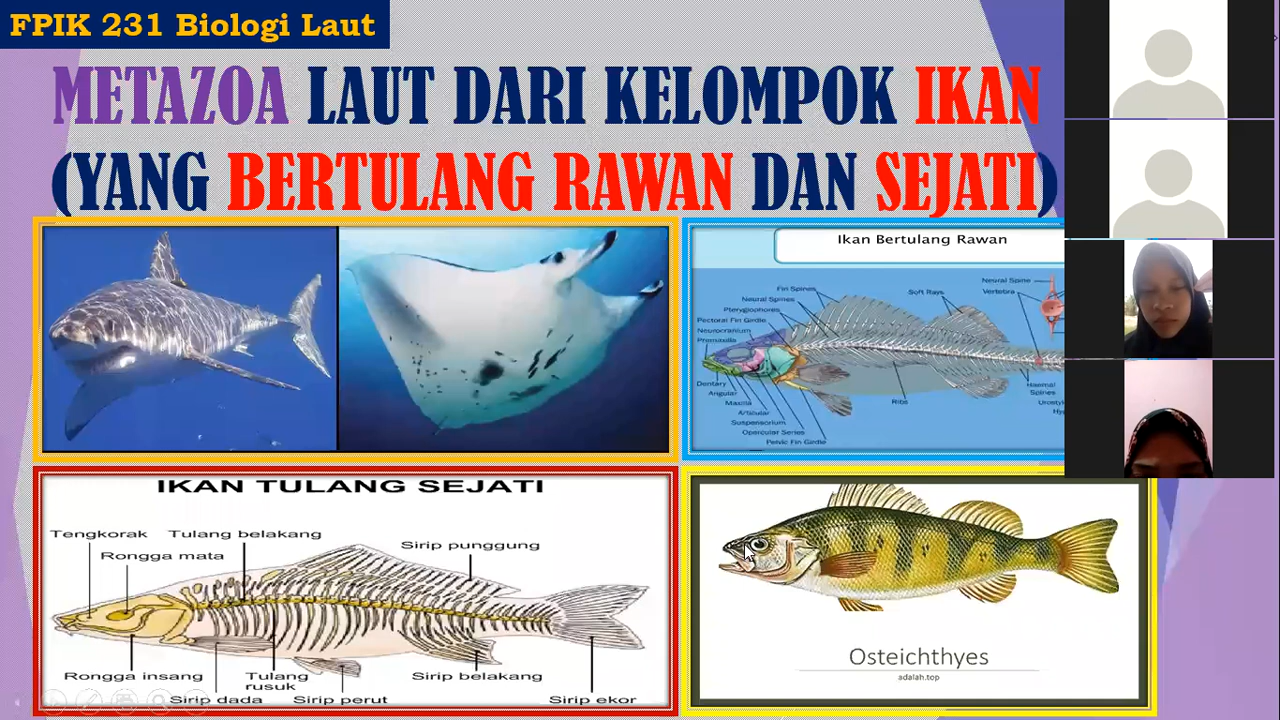 FPIK 231 Biologi Laut
METAZOA LAUT DARI KELOMPOK IKAN
(YANG BERTULANG RAWAN DAN SEJATI)
Ikan Bertulang Rawan
Neural Spine
Fin Spines
Soft Rays
Vertebra
Neural Spines
Pterygiophores
Pectoral Fin Girdle
Neurocranium
Premaxilla
Dentary
Angular
Maxilla
Articular
Suspensorium
Opercular Series
Pelvic Fin Girdle
Ribs
Haemal
Spines
IKAN TULANG SEJATI
Tengkorak
Tulang belakang
Rongga mata
Sirip punggung
Rongga insang
Tulang
rusuk
Sirip belakang
Sirip dada
Sirip perut
Sirip ekor
Osteichthyes
adalah.top